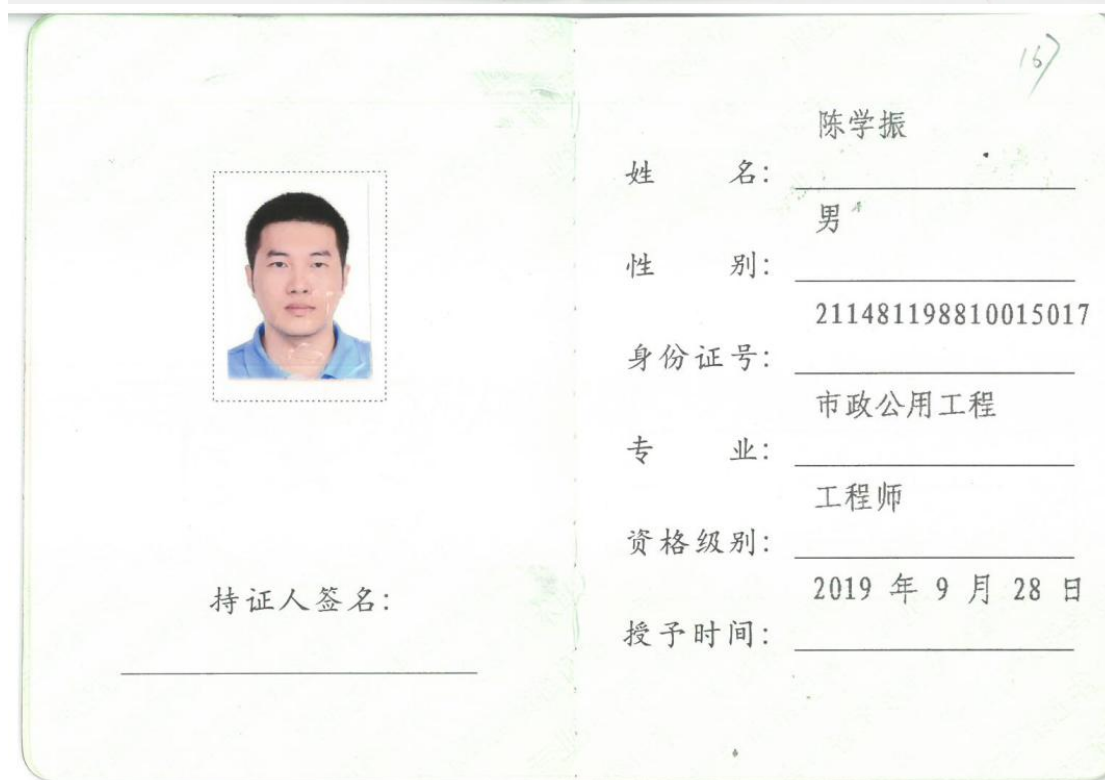 167
陈学振
姓 名：
男
性 别：
211481198810015017
身份证号：
市政公用工程
专 业：
工程师
资格级别：
2019 年 9 月 28 日
授予时间：
持证人签名：